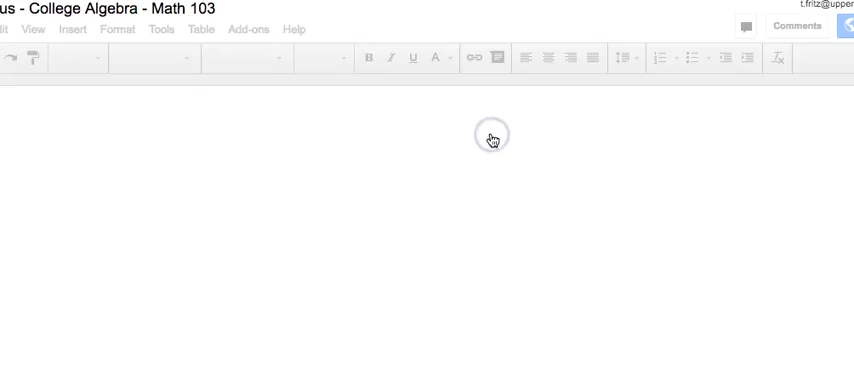 us - College Algebra - Math 103
t.fritz@upper
dit View Insert Format Tools Table Add-ons Help
Comments
B I U A